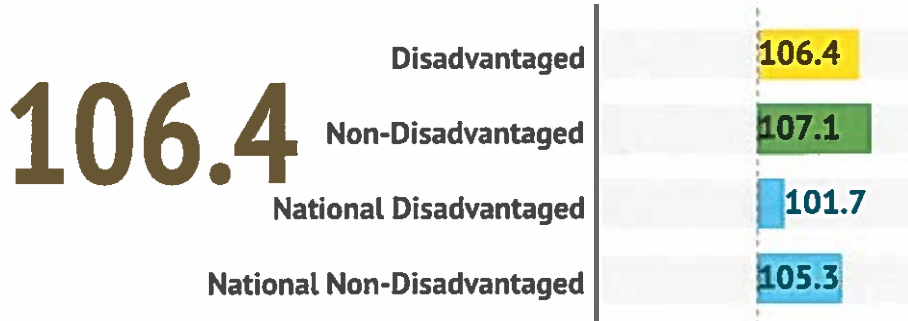 106.4
Disadvantaged 106.4
Non-Disadvantaged 107.1
National Disadvantaged 101.7
National Non-Disadvantaged 105.3